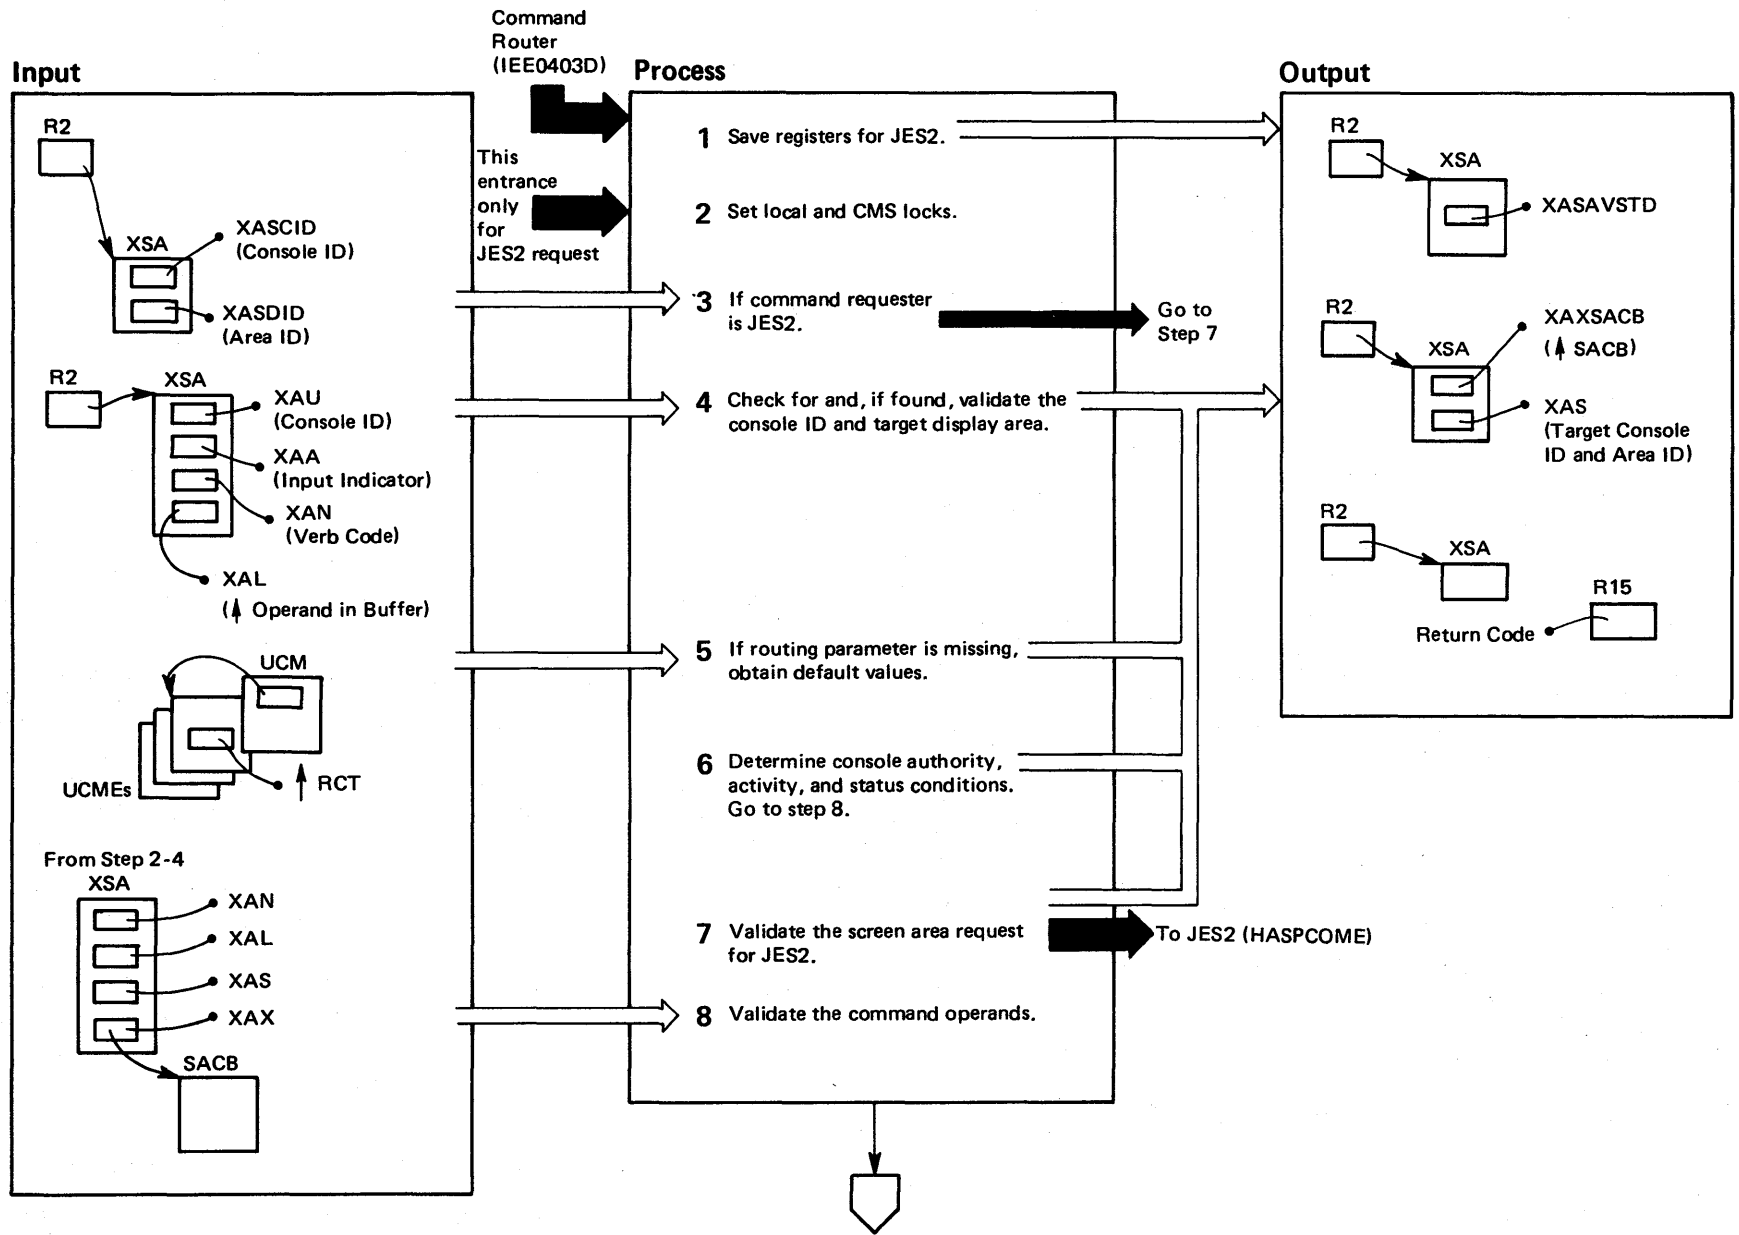 Command
Router
(IEE0403D)
Input
Process
Output
R2
XSA
XASCID
(Console ID)
XASDID
(Area ID)
R2
XSA
XAU
(Console ID)
XAA
(Input Indicator)
XAN
(Verb Code)
XAL
( Operand in Buffer)
UCM
UCMEs
RCT
From Step 2-4
XSA
XAN
XAL
XAS
XAX
SACB
This
entrance
only
for
JES2 request
1 Save registers for JES2.
2 Set local and CMS locks.
3 If command requester
is JES2.
Go to
Step 7
4 Check for and, if found, validate the
console ID and target display area.
5 If routing parameter is missing,
obtain default values.
6 Determine console authority,
activity, and status conditions.
Go to step 8.
7 Validate the screen area request
for JES2.
To JES2 (HASPCOME)
8 Validate the command operands.
R2
XSA
XASAVSTD
R2
XSA
XAXSACB
( SACB)
XAS
(Target Console
ID and Area ID)
R2
XSA
R15
Return Code